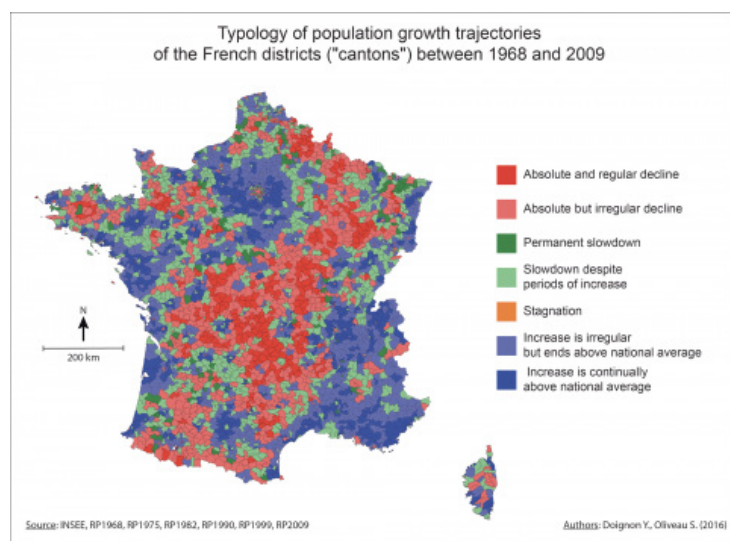 Typology of population growth trajectories
of the French districts ("cantons") between 1968 and 2009
Absolute and regular decline
Absolute but irregular decline
Permanent slowdown
Slowdown despite
periods of increase
Stagnation
Increase is irregular
but ends above national average
Increase is continually
above national average
N
200 km
Source: INSEE, RP1968, RP1975, RP1982, RP1990, RP1999, RP2009
Authors: Doignon Y., Oliveau S. (2016)